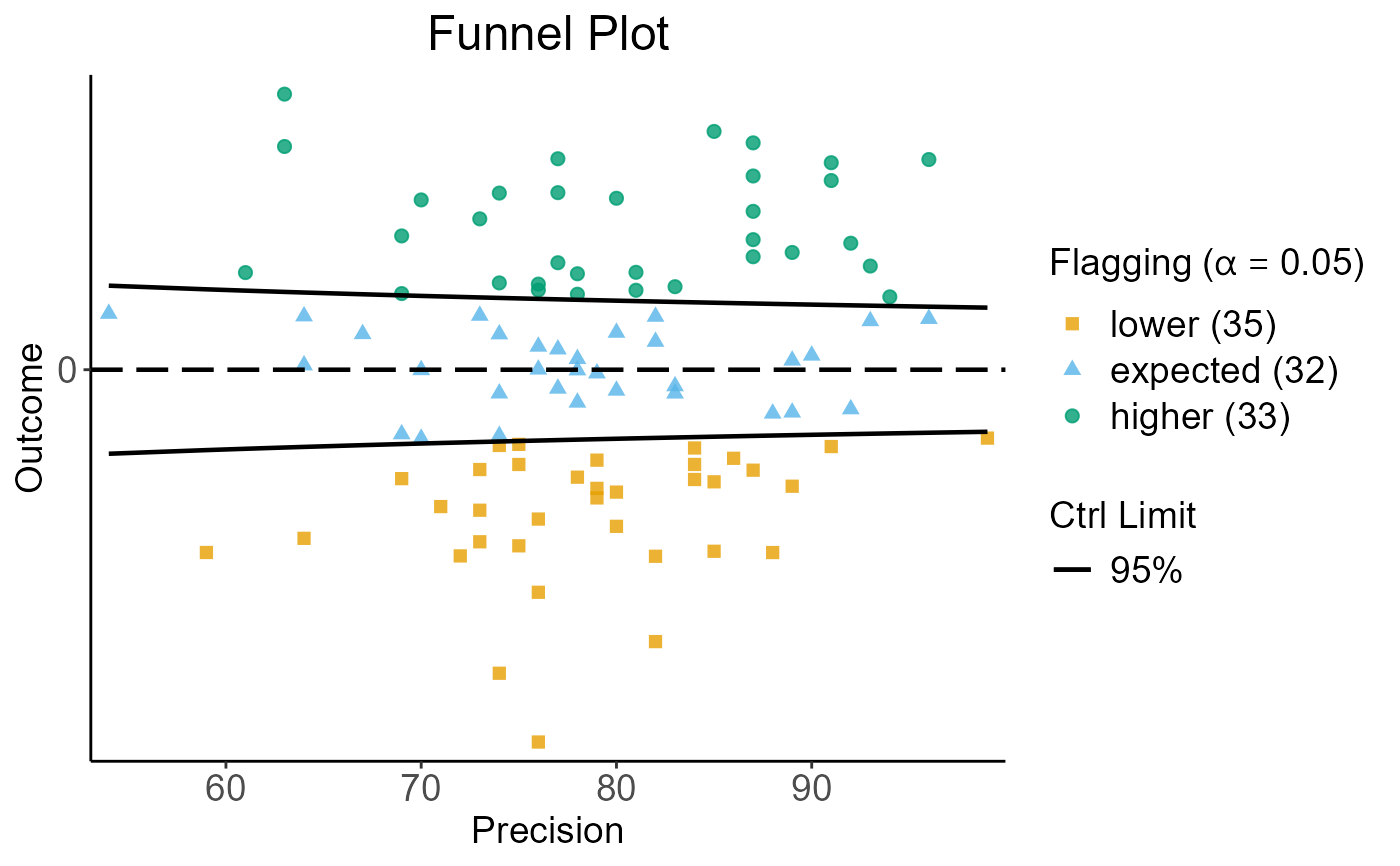 Funnel Plot
Outcome
0
60
70
80
90
Precision
Flagging (α = 0.05)
lower (35)
expected (32)
higher (33)
Ctrl Limit
95%